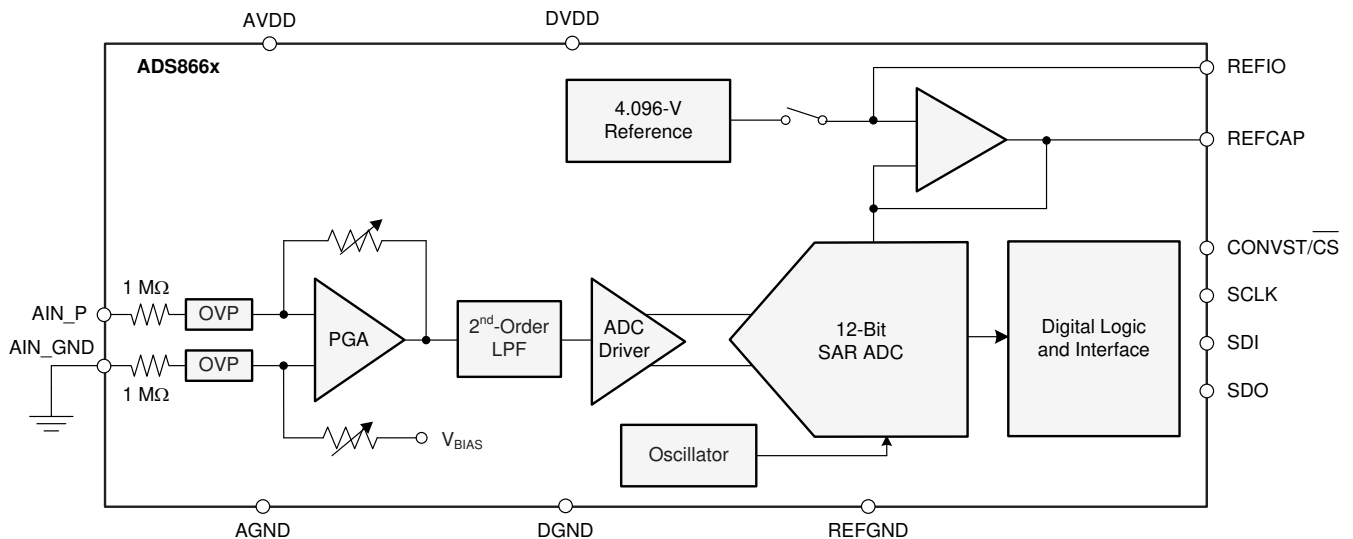 AVDD
DVDD
ADS866x
REFIO
4.096-V
Reference
REFCAP
CONVST/C̅S̅
1 MΩ
AIN_P
OVP
SCLK
AIN_GND
OVP
1 MΩ
PGA
2nd-Order
LPF
ADC
Driver
12-Bit
SAR ADC
Digital Logic
and Interface
SDI
SDO
VBIAS
Oscillator
AGND
DGND
REFGND